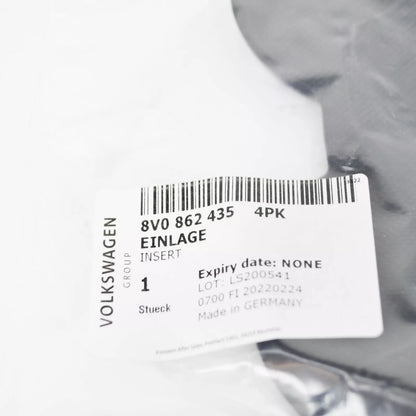 VOLKSWAGEN
GROUP
8V0 862 435 4PK
EINLAGE
INSERT
1
Stueck
Expiry date: NONE
LOT: LS200541
0700 FI 20220224
Made in GERMANY